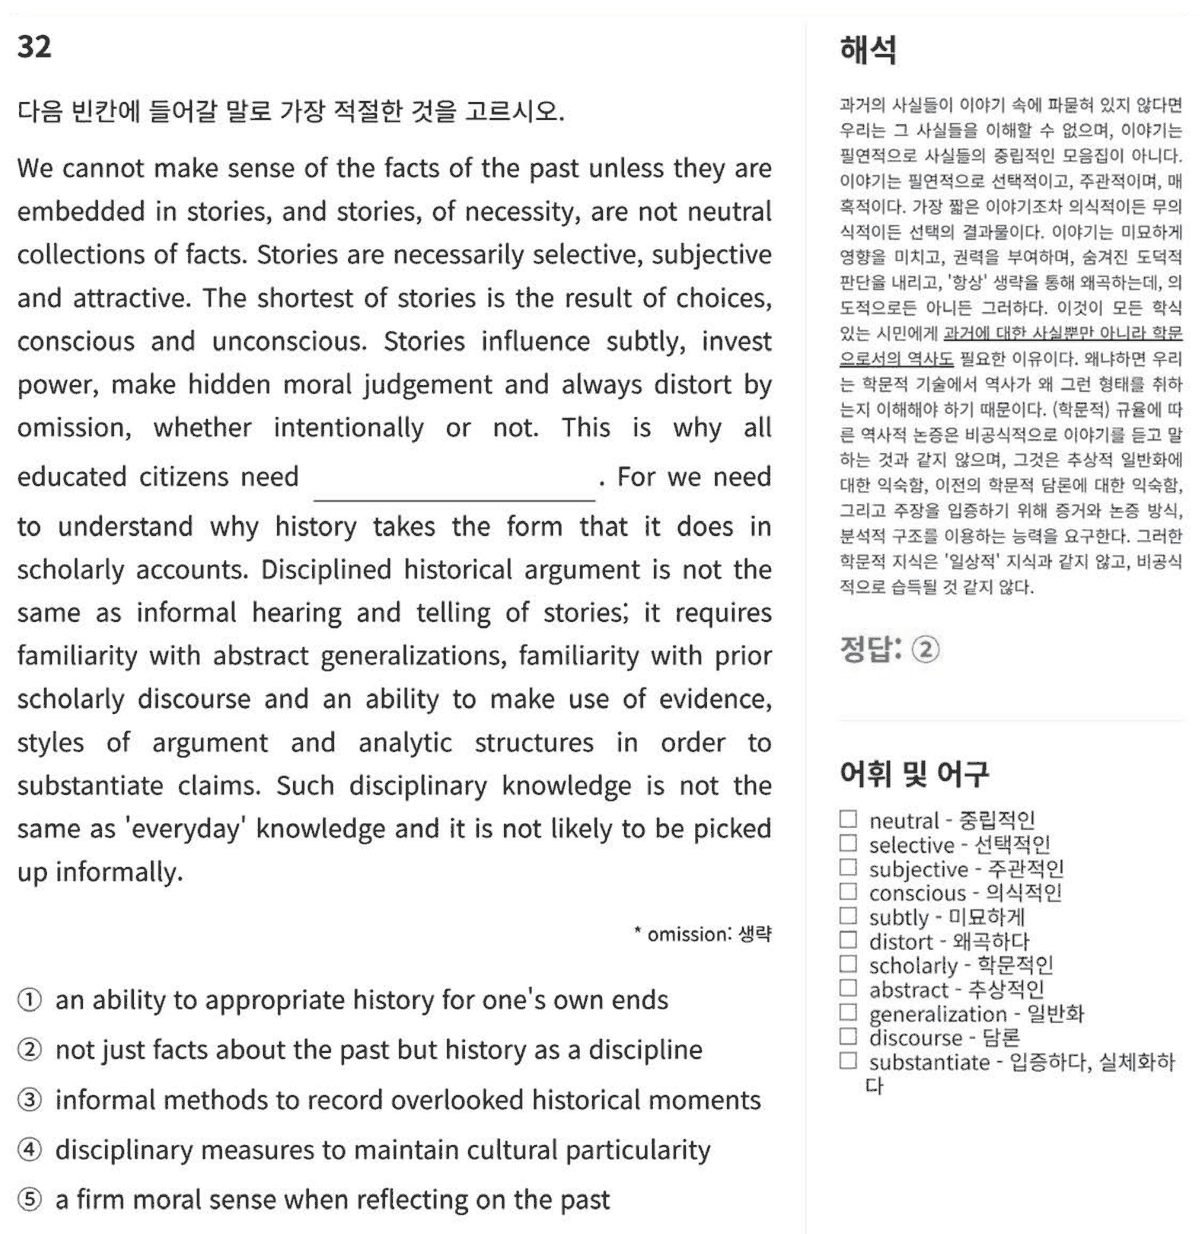 32
다음 빈칸에 들어갈 말로 가장 적절한 것을 고르시오.
We cannot make sense of the facts of the past unless they are
embedded in stories, and stories, of necessity, are not neutral
collections of facts. Stories are necessarily selective, subjective
and attractive. The shortest of stories is the result of choices,
conscious and unconscious. Stories influence subtly, invest
power, make hidden moral judgement and always distort by
omission, whether intentionally or not. This is why all
educated citizens need ____________. For we need
to understand why history takes the form that it does in
scholarly accounts. Disciplined historical argument is not the
same as informal hearing and telling of stories; it requires
familiarity with abstract generalizations, familiarity with prior
scholarly discourse and an ability to make use of evidence,
styles of argument and analytic structures in order to
substantiate claims. Such disciplinary knowledge is not the
same as 'everyday' knowledge and it is not likely to be picked
up informally.
* omission: 생략
① an ability to appropriate history for one's own ends
② not just facts about the past but history as a discipline
③ informal methods to record overlooked historical moments
④ disciplinary measures to maintain cultural particularity
⑤ a firm moral sense when reflecting on the past
해석
과거의 사실들이 이야기 속에 파묻혀 있지 않다면
우리는 그 사실들을 이해할 수 없으며, 이야기는
필연적으로 사실들의 중립적인 모음집이 아니다.
이야기는 필연적으로 선택적이고, 주관적이며, 매
혹적이다. 가장 짧은 이야기조차 의식적이든 무의
식적이든 선택의 결과물이다. 이야기는 미묘하게
영향을 미치고, 권력을 부여하며, 숨겨진 도덕적
판단을 내리고, '항상' 생략을 통해 왜곡하는데, 의
도적으로든 아니든 그러하다. 이것이 모든 학식
있는 시민에게 과거에 대한 사실뿐만 아니라 학문
으로서의 역사도 필요한 이유이다. 왜냐하면 우리
는 학문적 기술에서 역사가 왜 그런 형태를 취하
는지 이해해야 하기 때문이다. (학문적) 규율에 따
른 역사적 논증은 비공식적으로 이야기를 듣고 말
하는 것과 같지 않으며, 그것은 추상적 일반화에
대한 익숙함, 이전의 학문적 담론에 대한 익숙함,
그리고 주장을 입증하기 위해 증거와 논증 방식,
분석적 구조를 이용하는 능력을 요구한다. 그러한
학문적 지식은 '일상적' 지식과 같지 않고, 비공식
적으로 습득될 것 같지 않다.
정답: ②
어휘 및 어구
□ neutral - 중립적인
□ selective - 선택적인
□ subjective - 주관적인
□ conscious - 의식적인
□ subtly - 미묘하게
□ distort - 왜곡하다
□ scholarly - 학문적인
□ abstract - 추상적인
□ generalization - 일반화
□ discourse - 담론
□ substantiate - 입증하다, 실체화하
다